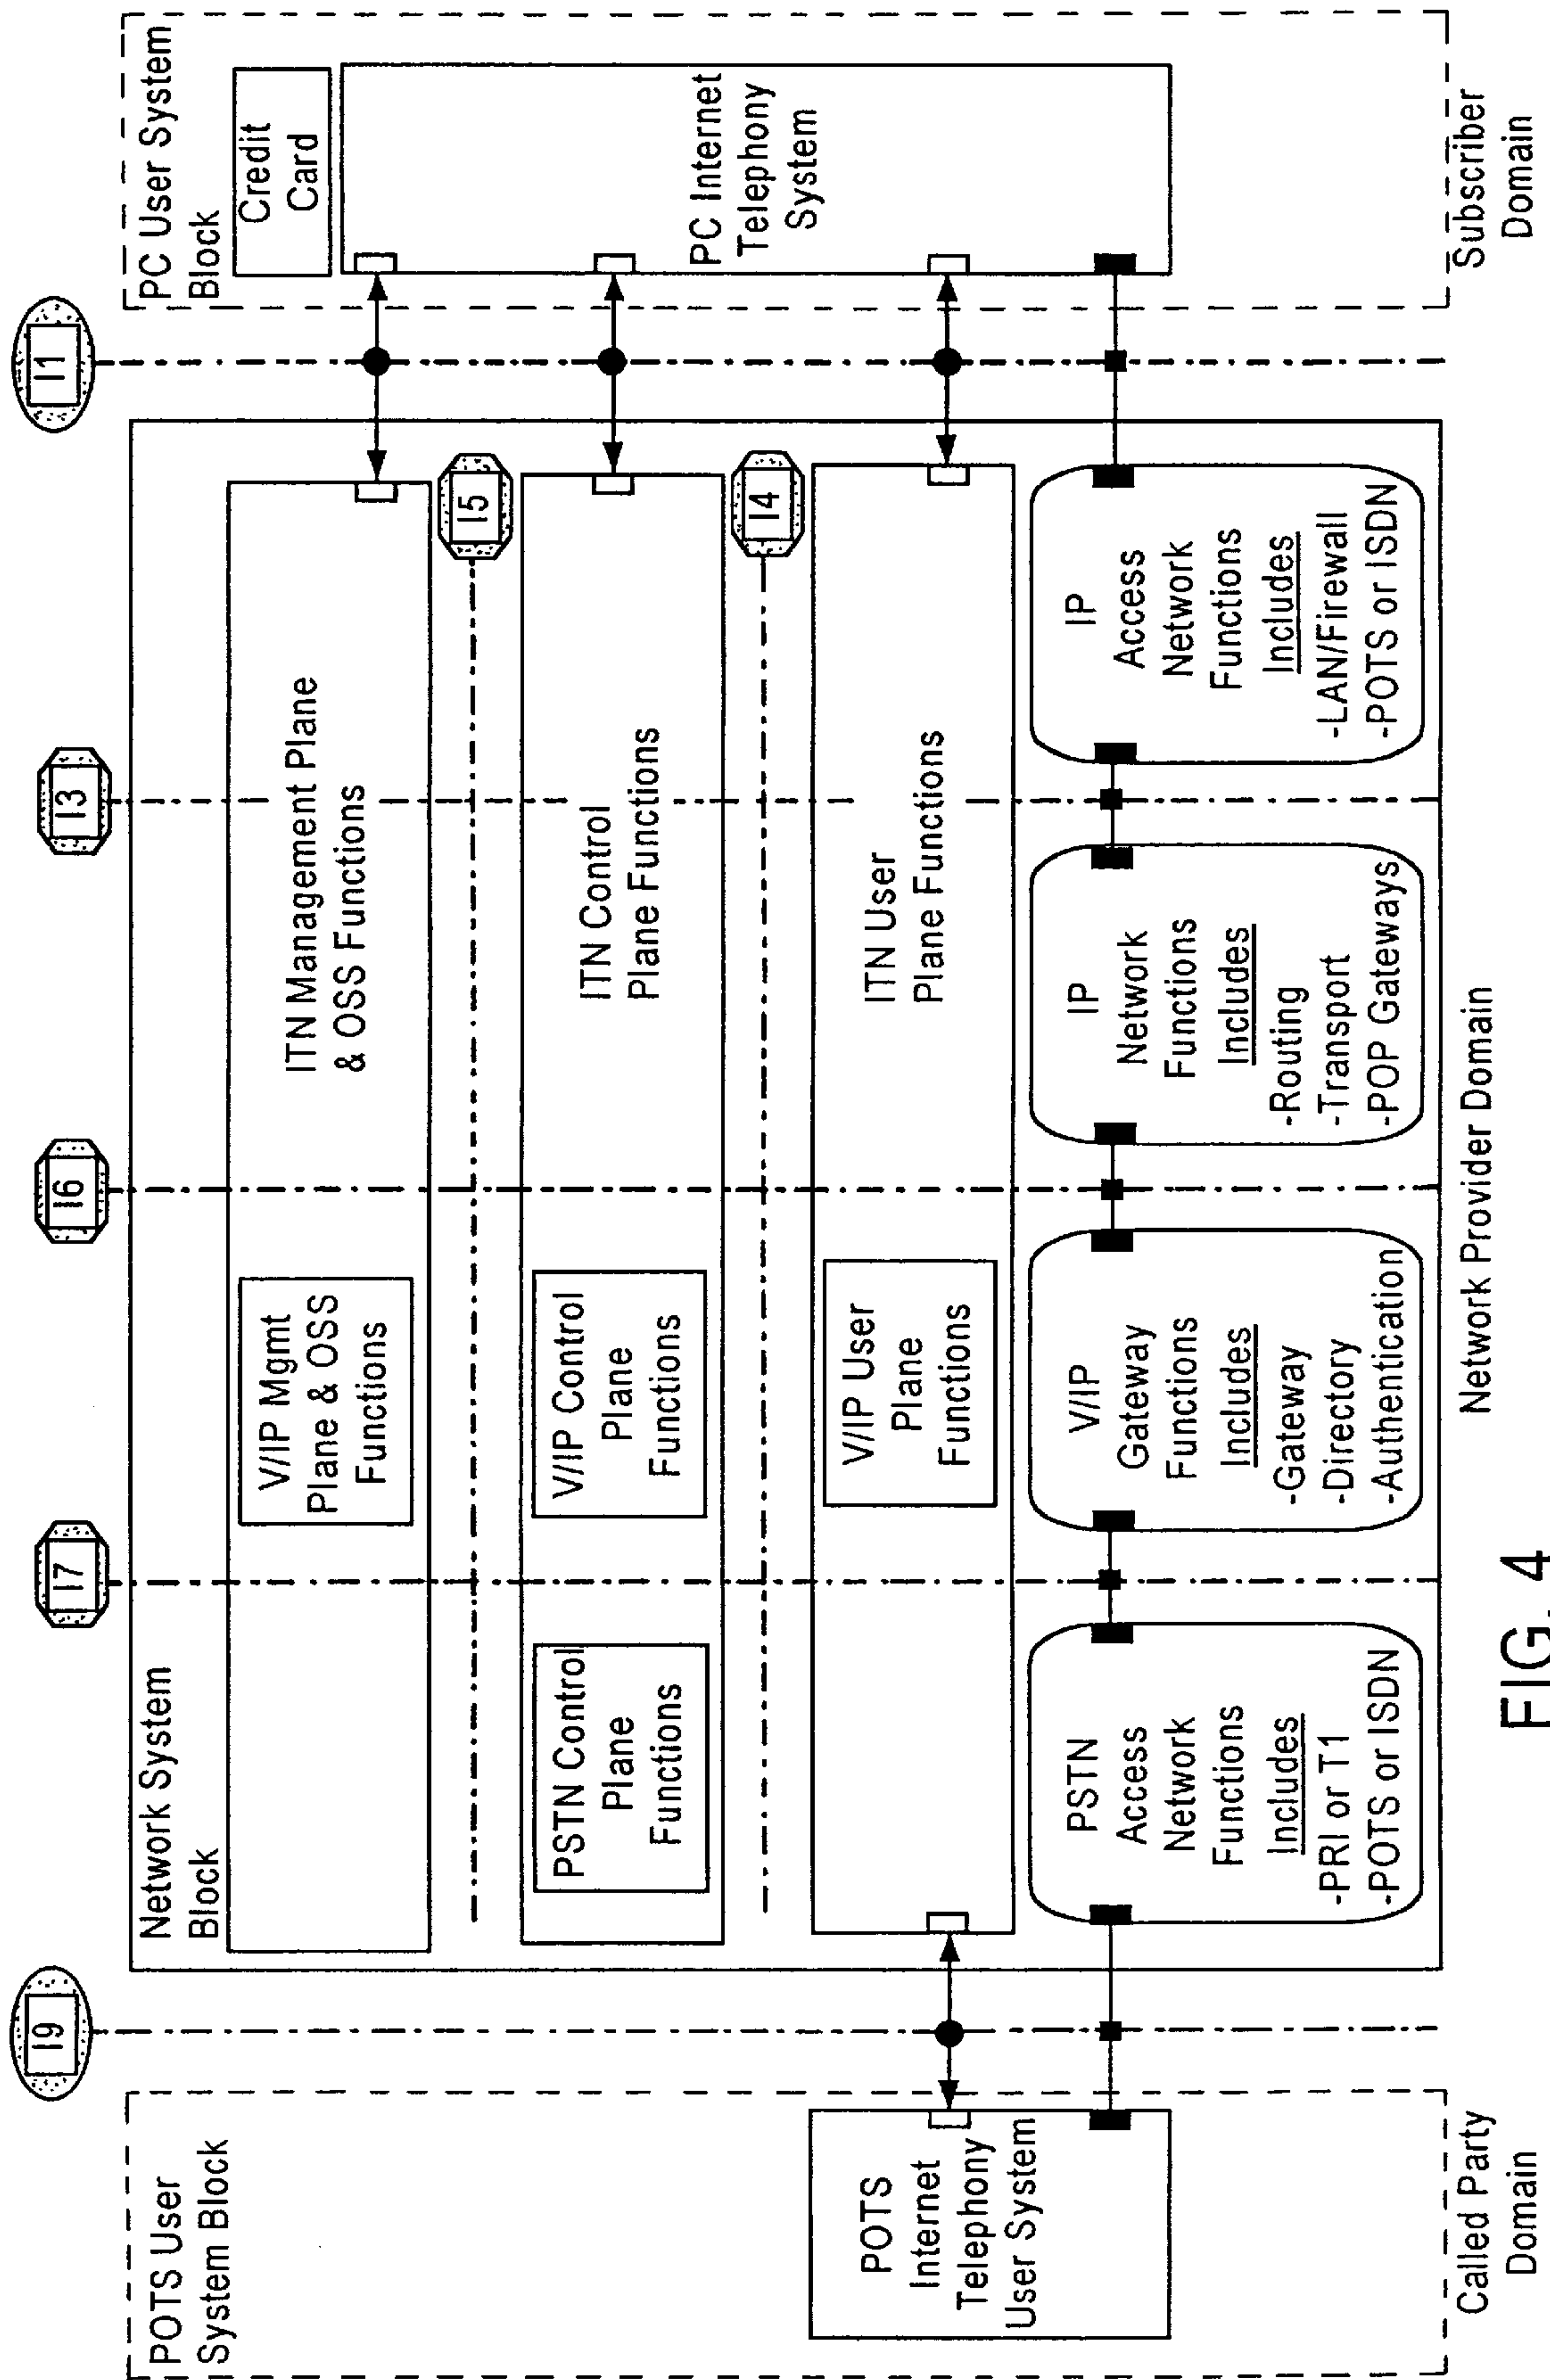 I9
I7
I6
I3
I1
POTS User
System Block
Network System
Block
PC User System
Block
V/IP Mgmt
Plane & OSS
Functions
ITN Management Plane
& OSS Functions
Credit
Card
I5
PSTN Control
Plane
Functions
V/IP Control
Plane
Functions
ITN Control
Plane Functions
I4
POTS
Internet
Telephony
User System
V/IP User
Plane
Functions
ITN User
Plane Functions
PC Internet
Telephony
System
PSTN
Access
Network
Functions
Includes
-PRI or T1
-POTS or ISDN
V/IP
Gateway
Functions
Includes
-Gateway
-Directory
-Authentication
IP
Network
Functions
Includes
-Routing
-Transport
-POP Gateways
IP
Access
Network
Functions
Includes
-LAN/Firewall
-POTS or ISDN
Called Party
Domain
Network Provider Domain
Subscriber
Domain
FIG. 4